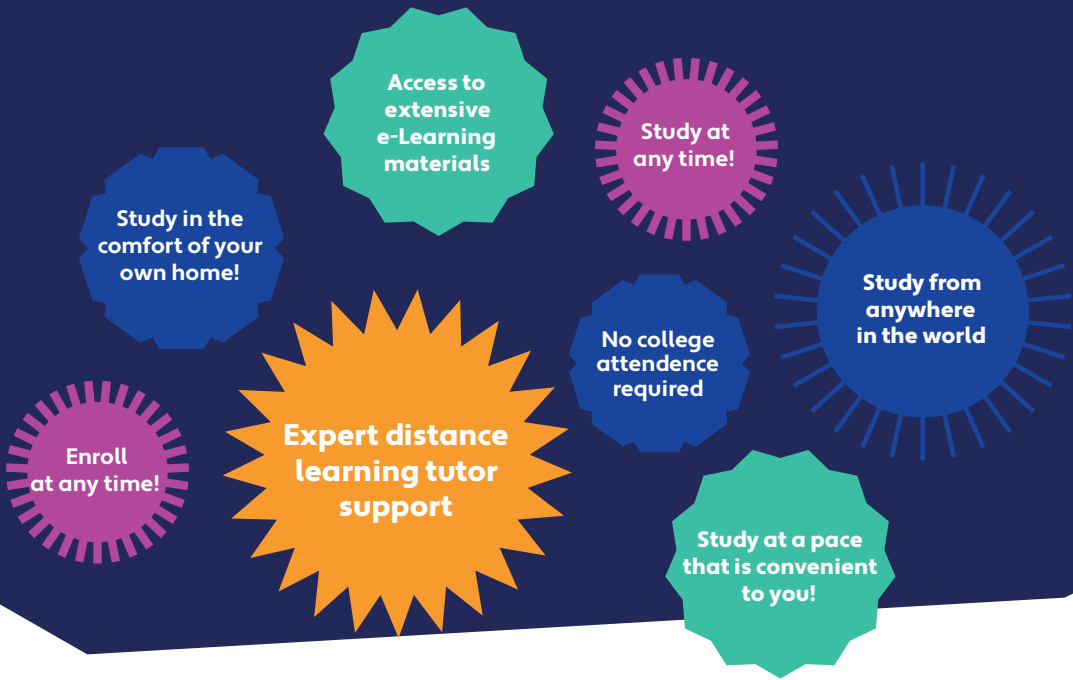 Access to
extensive
e-Learning
materials
Study at
any time!
Study in the
comfort of your
own home!
Study from
anywhere
in the world
No college
attendence
required
Expert distance
learning tutor
support
Enroll
at any time!
Study at a pace
that is convenient
to you!